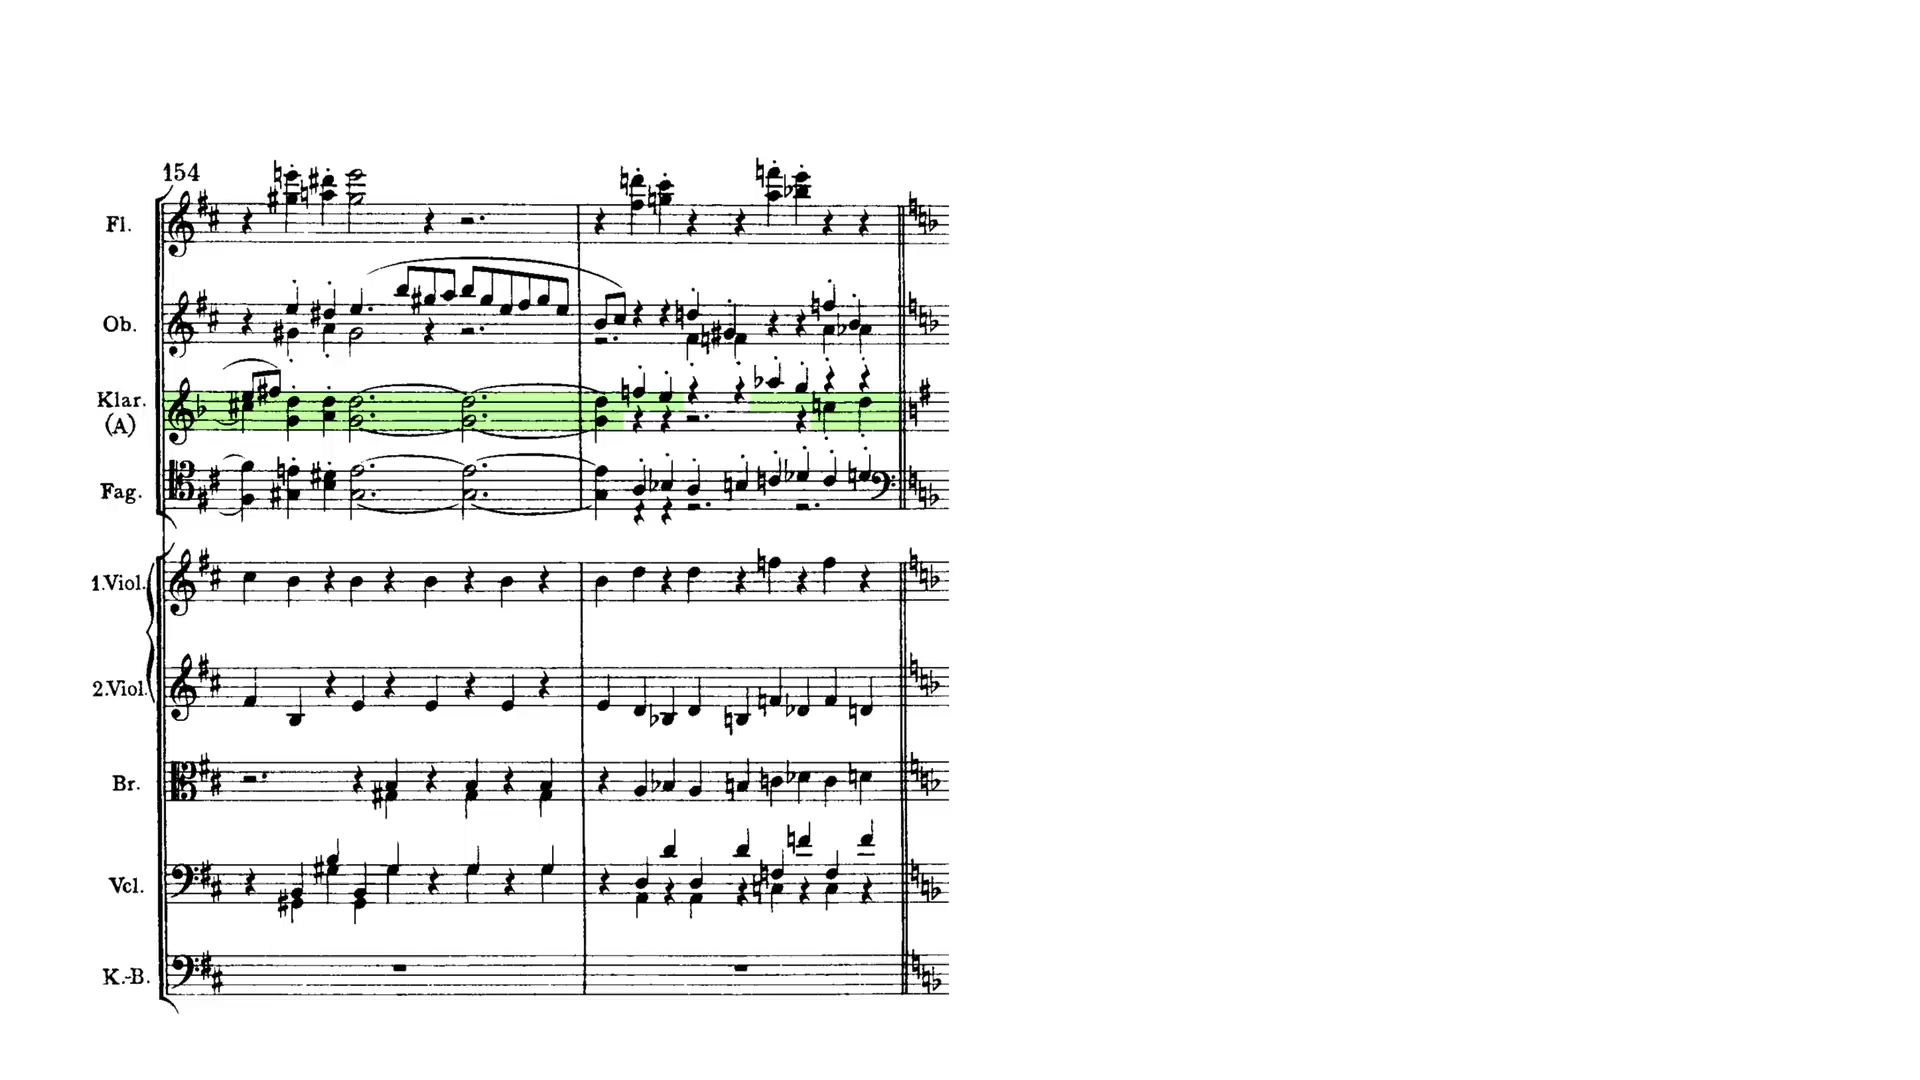 154
Fl.
Ob.
Klar.
(A)
Fag.
1.Viol.
2.Viol.
Br.
Vcl.
K.-B.